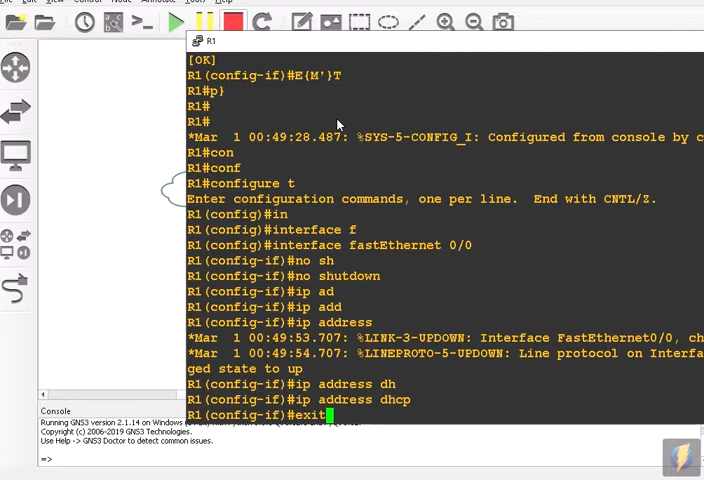 View
Control
Node
Annotate
Tools
Help
R1
[OK]
R1(config-if)#E{M'}T
R1#p}
R1#
R1#
*Mar  1 00:49:28.487: %SYS-5-CONFIG_I: Configured from console by c
R1#con
R1#conf
R1#configure t
Enter configuration commands, one per line.  End with CNTL/Z.
R1(config)#in
R1(config)#interface f
R1(config)#interface fastEthernet 0/0
R1(config-if)#no sh
R1(config-if)#no shutdown
R1(config-if)#ip ad
R1(config-if)#ip add
R1(config-if)#ip address
*Mar  1 00:49:53.707: %LINK-3-UPDOWN: Interface FastEthernet0/0, ch
*Mar  1 00:49:54.707: %LINEPROTO-5-UPDOWN: Line protocol on Interfa
ged state to up
R1(config-if)#ip address dh
R1(config-if)#ip address dhcp
R1(config-if)#exit
Console
Running GNS3 version 2.1.14 on Windows
Copyright (c) 2006-2019 GNS3 Technologies.
Use Help -> GNS3 Doctor to detect common issues.
=>